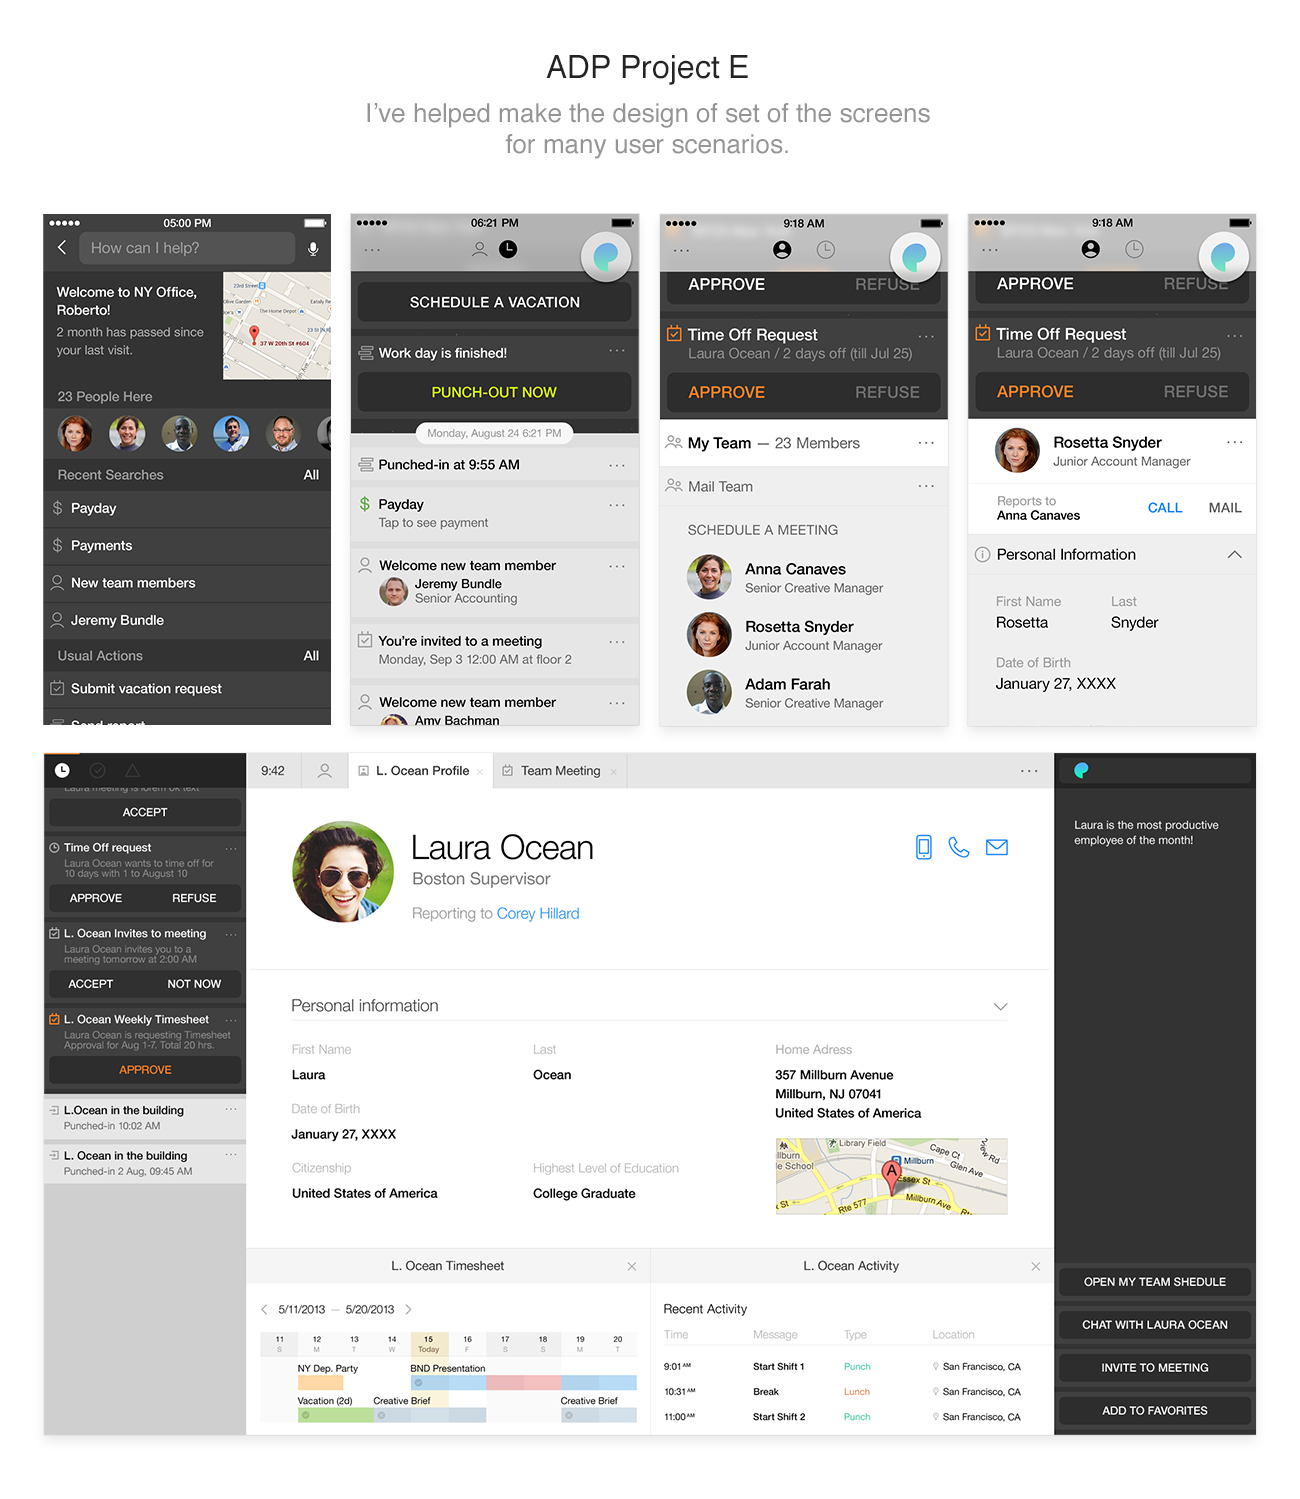 ADP Project E
I've helped make the design of set of the screens
for many user scenarios.
05:00 PM
How can I help?
Welcome to NY Office,
Roberto!
2 month has passed since
your last visit.
23rd Street
Olive Garden
The Home Depot
Eataly
23 St
37 W 20th St #604
23 People Here
Recent Searches
All
Payday
Payments
New team members
Jeremy Bundle
Usual Actions
All
Submit vacation request
Send report
06:21 PM
SCHEDULE A VACATION
Work day is finished!
PUNCH-OUT NOW
Monday, August 24 6:21 PM
Punched-in at 9:55 AM
Payday
Tap to see payment
Welcome new team member
Jeremy Bundle
Senior Accounting
You're invited to a meeting
Monday, Sep 3 12:00 AM at floor 2
Welcome new team member
Amy Bachman
9:18 AM
APPROVE
REFUSE
Time Off Request
Laura Ocean / 2 days off (till Jul 25)
APPROVE
REFUSE
My Team — 23 Members
Mail Team
SCHEDULE A MEETING
Anna Canaves
Senior Creative Manager
Rosetta Snyder
Junior Account Manager
Adam Farah
Senior Creative Manager
9:18 AM
APPROVE
REFUSE
Time Off Request
Laura Ocean / 2 days off (till Jul 25)
APPROVE
REFUSE
Rosetta Snyder
Junior Account Manager
Reports to
Anna Canaves
CALL
MAIL
Personal Information
First Name
Last
Rosetta
Snyder
Date of Birth
January 27, XXXX
Laura meeting is lorem ok text
ACCEPT
Time Off request
Laura Ocean wants to time off for
10 days with 1 to August 10
APPROVE
REFUSE
L. Ocean Invites to meeting
Laura Ocean invites you to a
meeting tomorrow at 2:00 AM
ACCEPT
NOT NOW
L. Ocean Weekly Timesheet
Laura Ocean is requesting Timesheet
Approval for Aug 1-7. Total 20 hrs.
APPROVE
L.Ocean in the building
Punched-in 10:02 AM
L. Ocean in the building
Punched-in 2 Aug, 09:45 AM
9:42
L. Ocean Profile
Team Meeting
Laura Ocean
Boston Supervisor
Reporting to Corey Hillard
Personal information
First Name
Last
Home Adress
Laura
Ocean
357 Millburn Avenue
Millburn, NJ 07041
United States of America
Date of Birth
January 27, XXXX
Citizenship
Highest Level of Education
United States of America
College Graduate
Library Field
Millburn
Cape Ct
Glen Ave
Essex St
Millburn Ave
Rte 577
A
L. Ocean Timesheet
5/11/2013 — 5/20/2013
11 12 13 14 15 16 17 18 19 20
S M T W Today F S S M T
NY Dep. Party
BND Presentation
Vacation (2d)
Creative Brief
Creative Brief
L. Ocean Activity
Recent Activity
Time Message Type Location
9:01 AM Start Shift 1 Punch San Francisco, CA
10:31 AM Break Lunch San Francisco, CA
11:00 AM Start Shift 2 Punch San Francisco, CA
Laura is the most productive
employee of the month!
OPEN MY TEAM SHEDULE
CHAT WITH LAURA OCEAN
INVITE TO MEETING
ADD TO FAVORITES